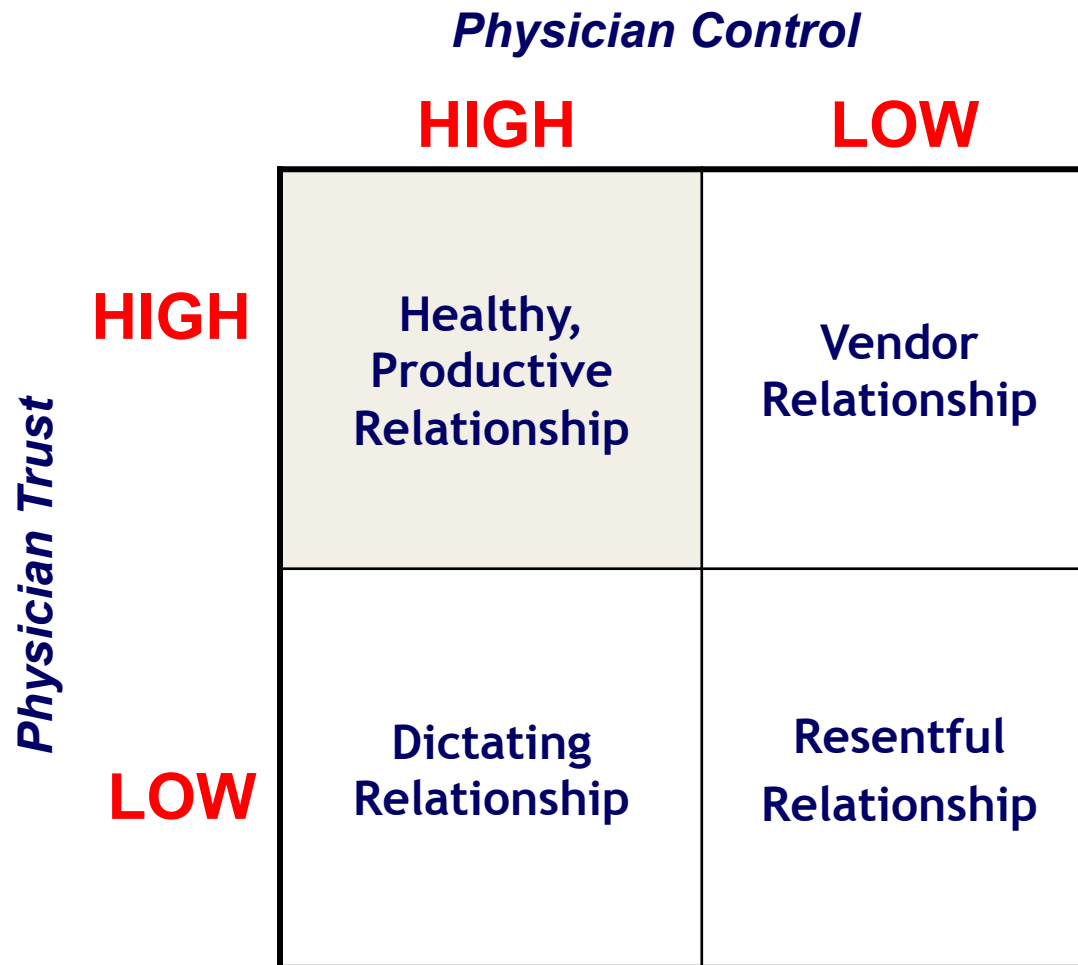 Physician Control
HIGH
LOW
Physician Trust
HIGH
Healthy,
Productive
Relationship
Vendor
Relationship
LOW
Dictating
Relationship
Resentful
Relationship